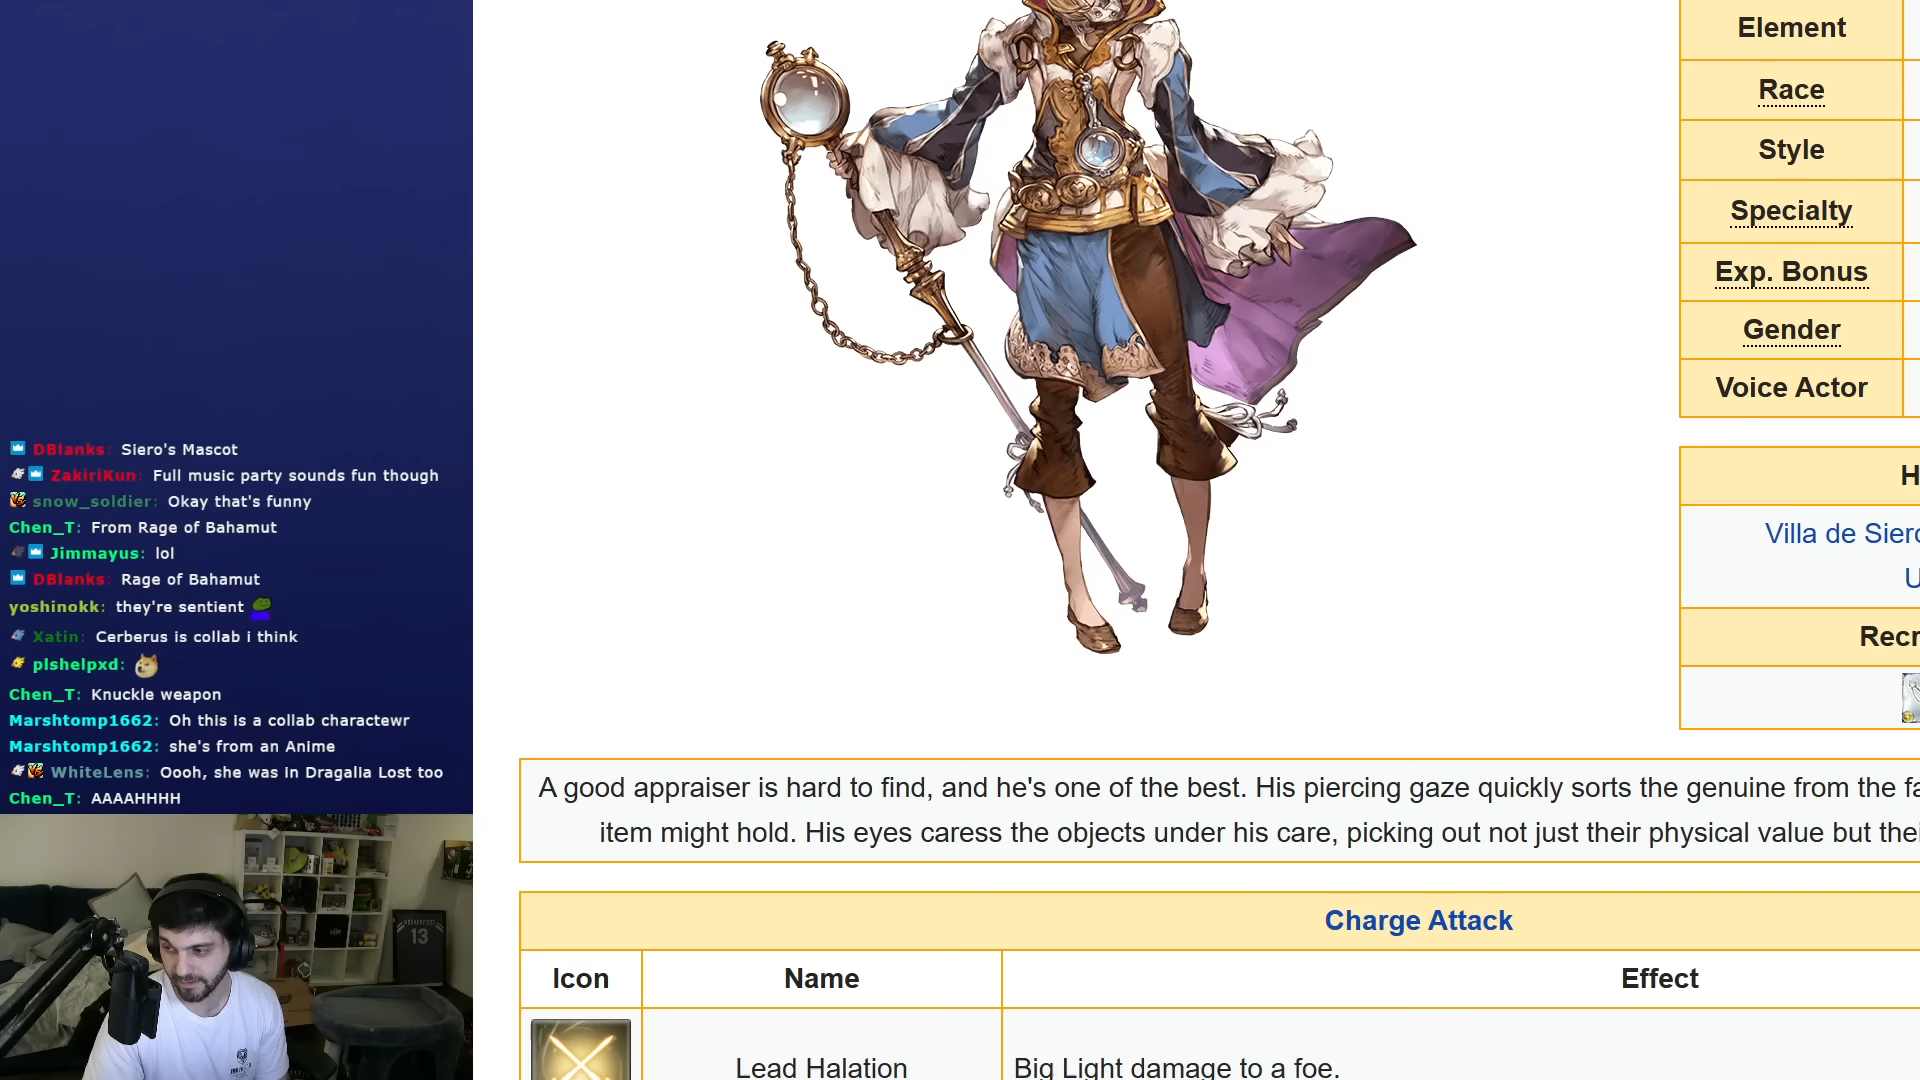 DBlanks: Siero's Mascot
ZakiriKun: Full music party sounds fun though
snow_soldier: Okay that's funny
Chen_T: From Rage of Bahamut
Jimmayus: lol
DBlanks: Rage of Bahamut
yoshinokk: they're sentient
Xatin: Cerberus is collab i think
plshelpxd:
Chen_T: Knuckle weapon
Marshtomp1662: Oh this is a collab charactewr
Marshtomp1662: she's from an Anime
WhiteLens: Oooh, she was in Dragalia Lost too
Chen_T: AAAAHHHH
13
Element
Race
Style
Specialty
Exp. Bonus
Gender
Voice Actor
H
Villa de Siero
U
Recr
A good appraiser is hard to find, and he's one of the best. His piercing gaze quickly sorts the genuine from the fa
item might hold. His eyes caress the objects under his care, picking out not just their physical value but thei
Charge Attack
Icon Name Effect
Lead Halation Big Light damage to a foe.